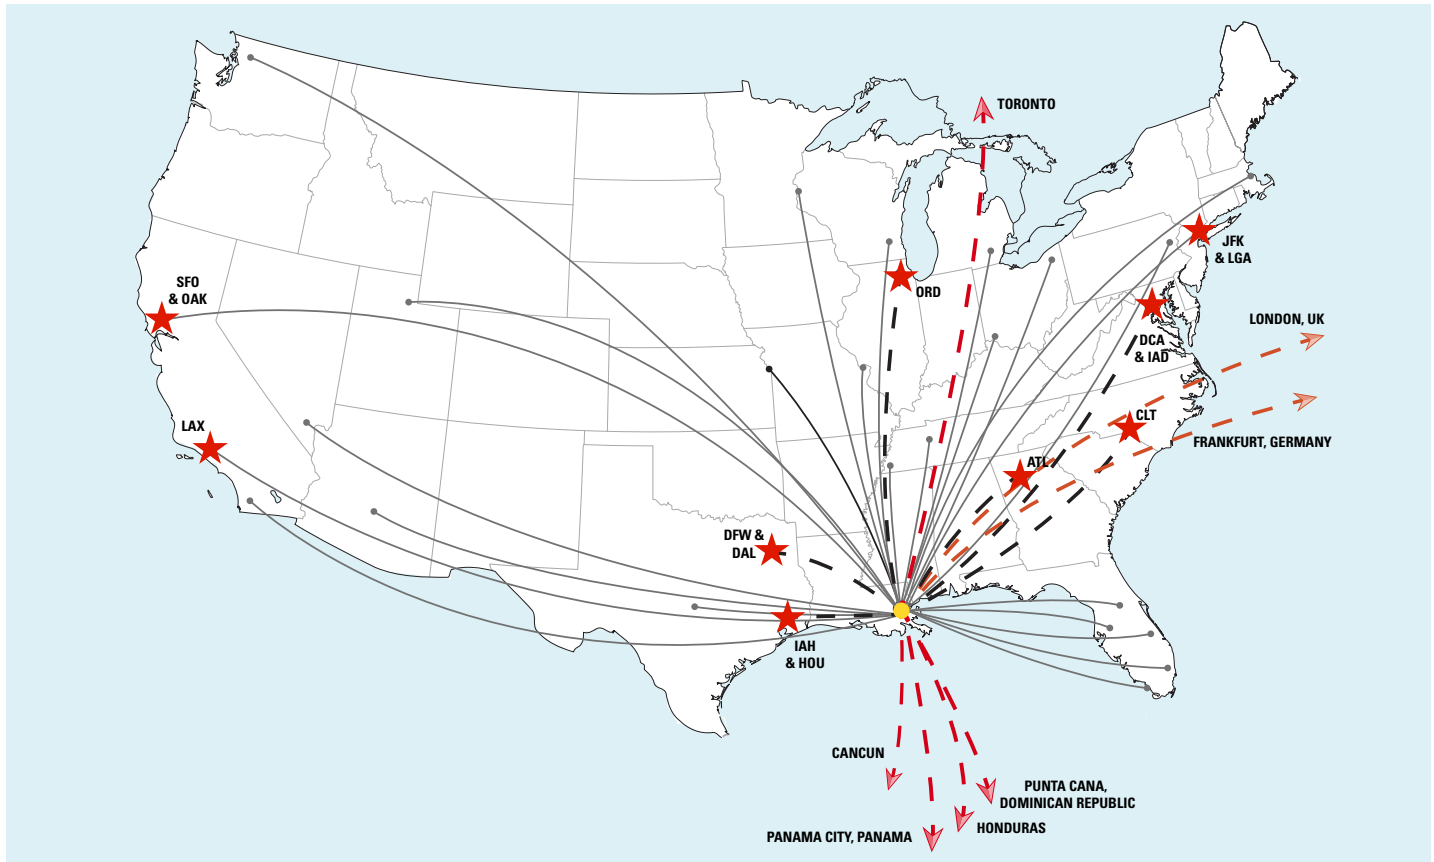 TORONTO
JFK
& LGA
SFO
& OAK
ORD
LONDON, UK
DCA
& IAD
LAX
CLT
FRANKFURT, GERMANY
ATL
DFW &
DAL
IAH
& HOU
CANCUN
PUNTA CANA,
DOMINICAN REPUBLIC
HONDURAS
PANAMA CITY, PANAMA